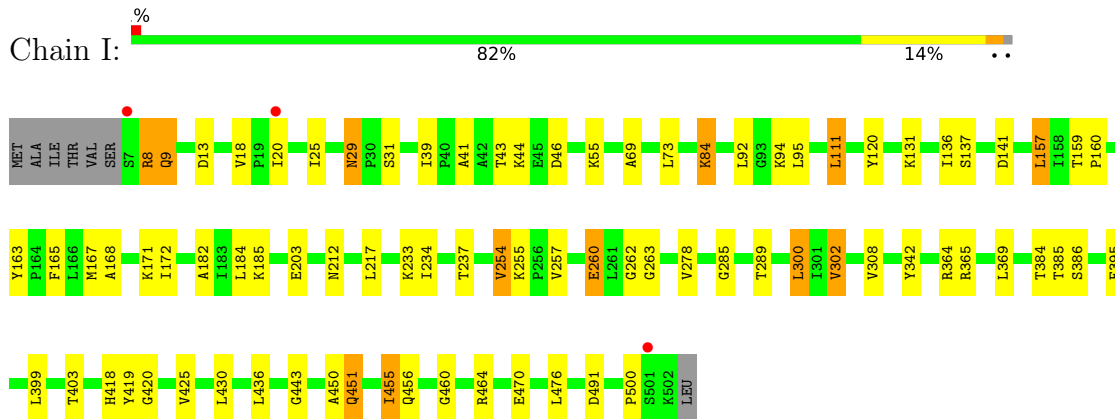 %
Chain I:
82% 14% • •
MET ALA ILE THR VAL SER S7 R8 Q9 D13 V18 P19 I20 I25 N29 P30 S31 I39 P40 A41 A42 T43 K44 E45 D46 K55 A69 L73 K84 L92 G93 K94 L95 L111 Y120 K131 I136 S137 D141 L157 I158 T159 P160
Y163 P164 F165 L166 M167 A168 K171 I172 A182 I183 L184 K185 E203 N212 L217 K233 I234 T237 V254 K255 P256 V257 E260 L261 G262 G263 V278 G285 T289 L300 I301 V302 V308 Y342 R364 R365 L369 T384 T385 S386
L399 T403 H418 Y419 G420 V425 L430 L436 G443 A450 Q451 I455 Q456 G460 R464 E470 L476 D491 P500 S501 K502 LEU